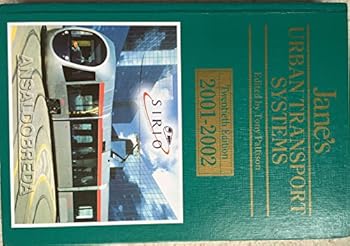 Jane's
URBAN TRANSPORT
SYSTEMS
Edited by Tony Pattison
Twentieth Edition
2001-2002
SIRIO
ANSALDOBREDA